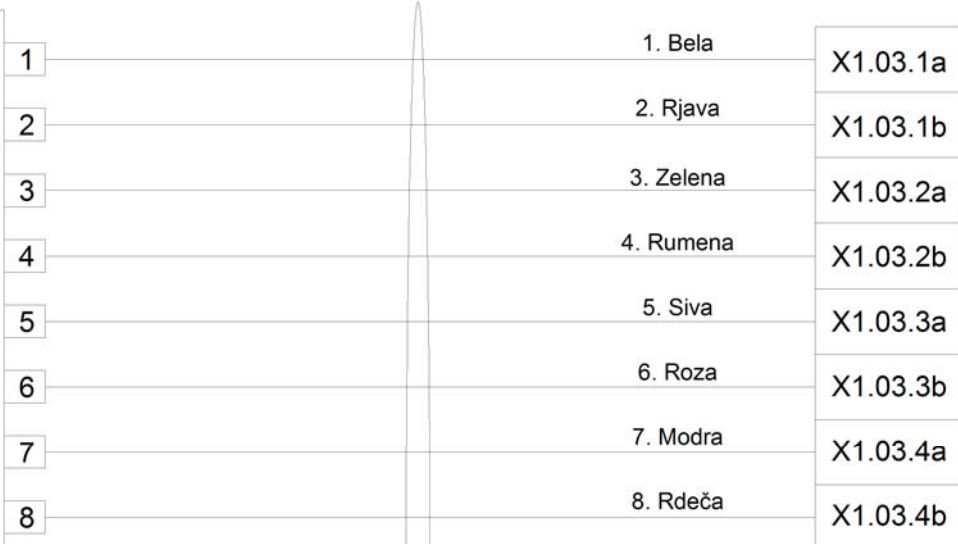 1 1. Bela X1.03.1a
2 2. Rjava X1.03.1b
3 3. Zelena X1.03.2a
4 4. Rumena X1.03.2b
5 5. Siva X1.03.3a
6 6. Roza X1.03.3b
7 7. Modra X1.03.4a
8 8. Rdeča X1.03.4b